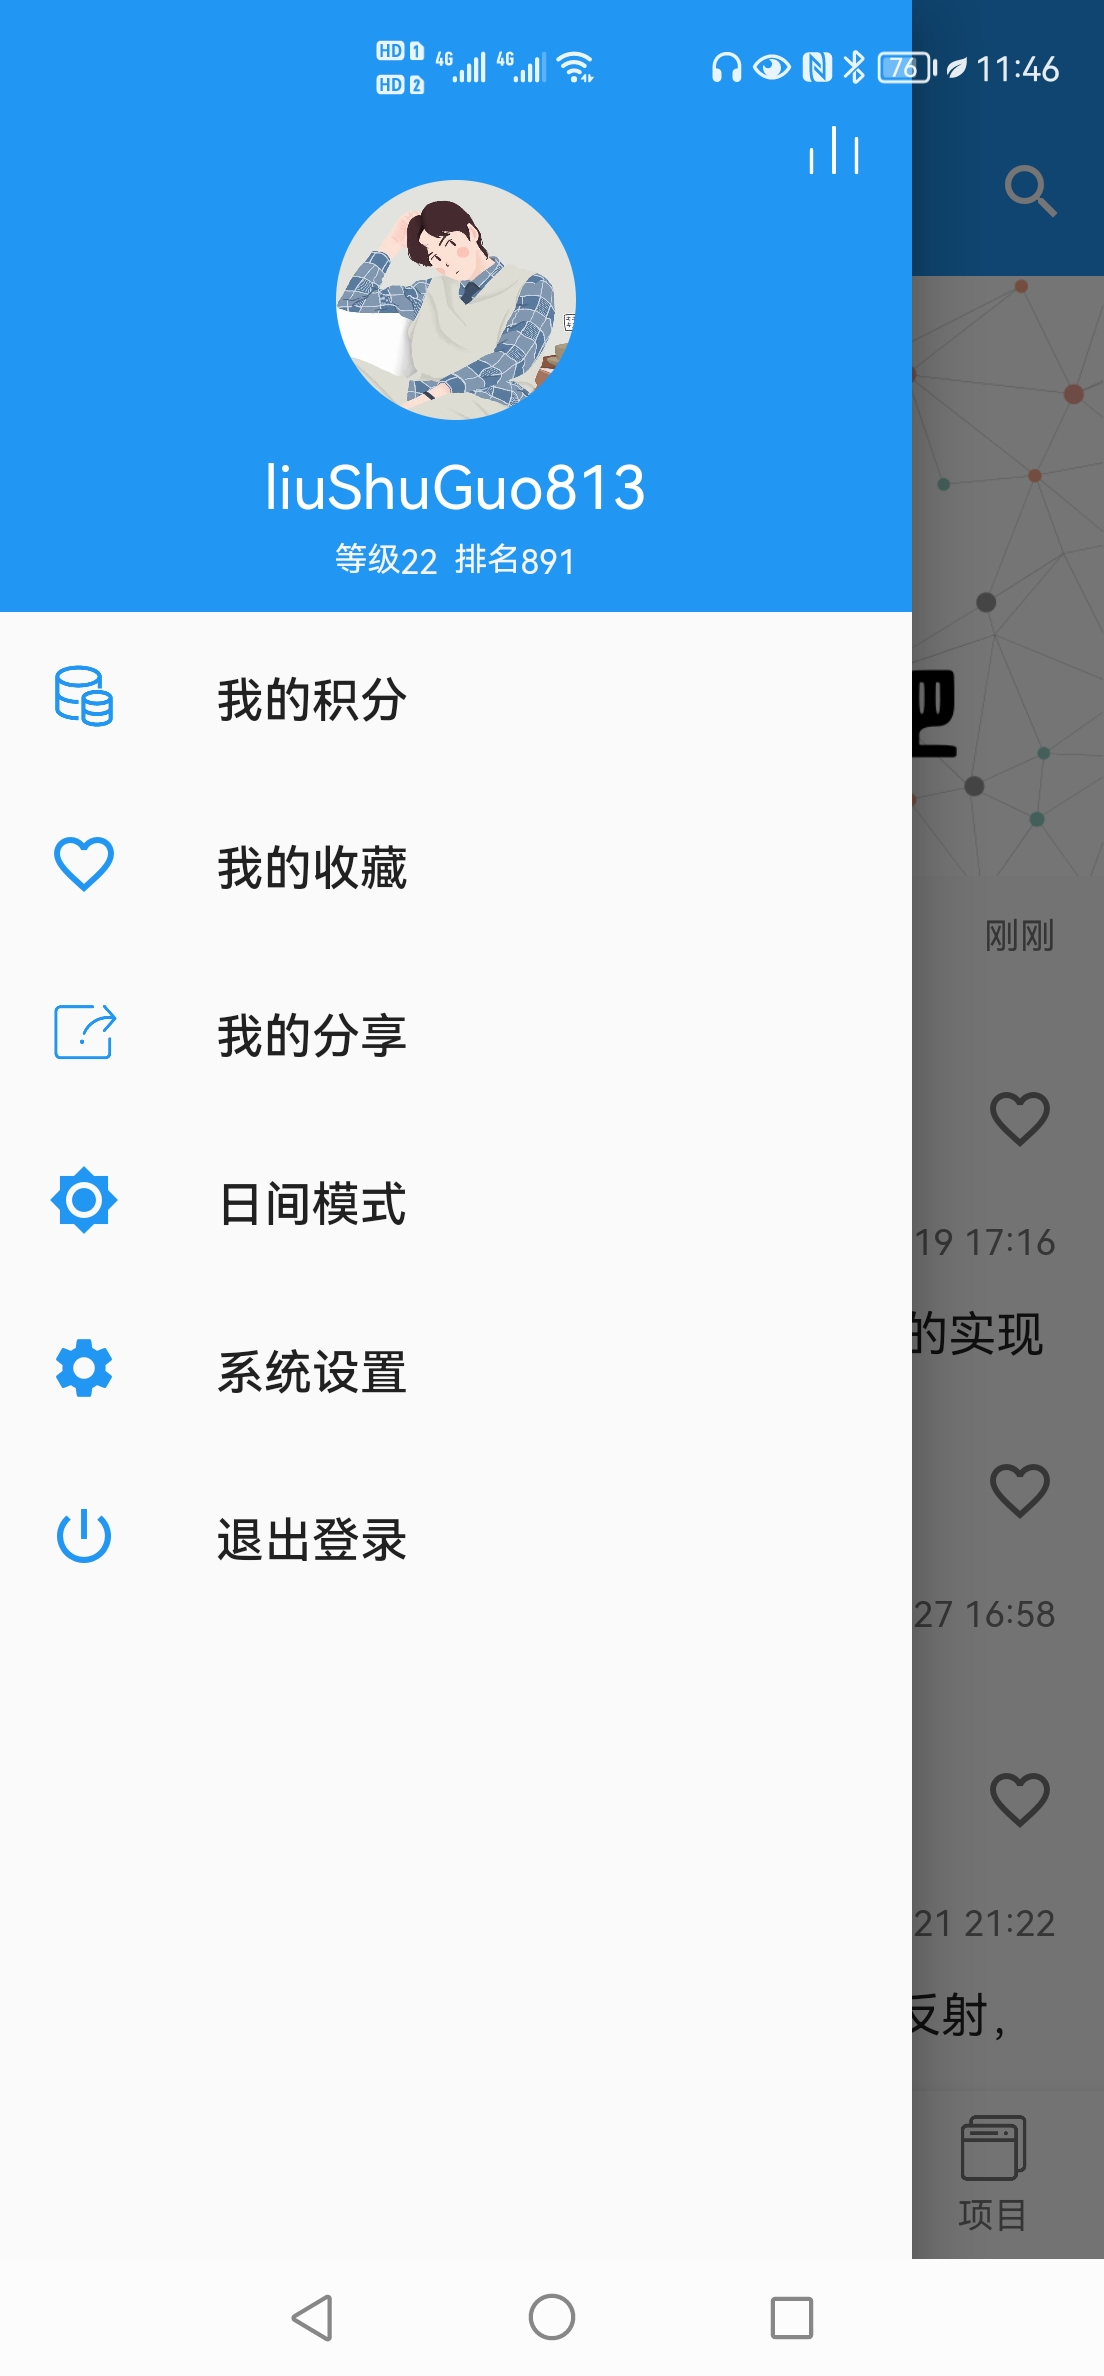 HD 1
HD 2
4G
4G
76
11:46
liuShuGuo813
等级22 排名891
我的积分
我的收藏
我的分享
日间模式
系统设置
退出登录
刚刚
19 17:16
的实现
27 16:58
21 21:22
反射，
项目